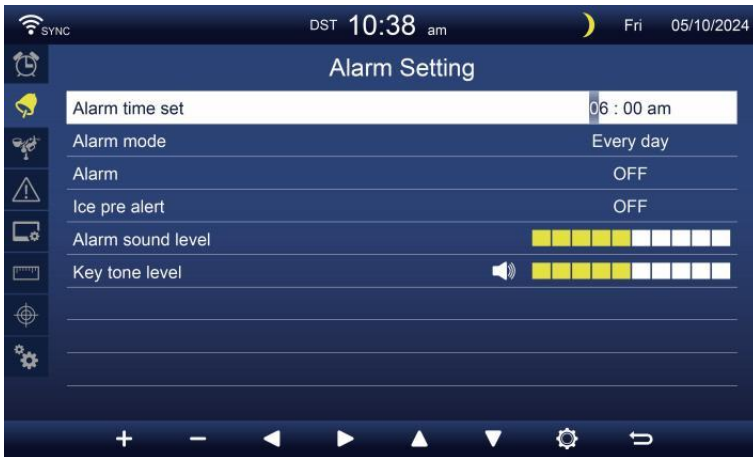 SYNC DST 10:38 am Fri 05/10/2024
Alarm Setting
Alarm time set 06 : 00 am
Alarm mode Every day
Alarm OFF
Ice pre alert OFF
Alarm sound level
Key tone level